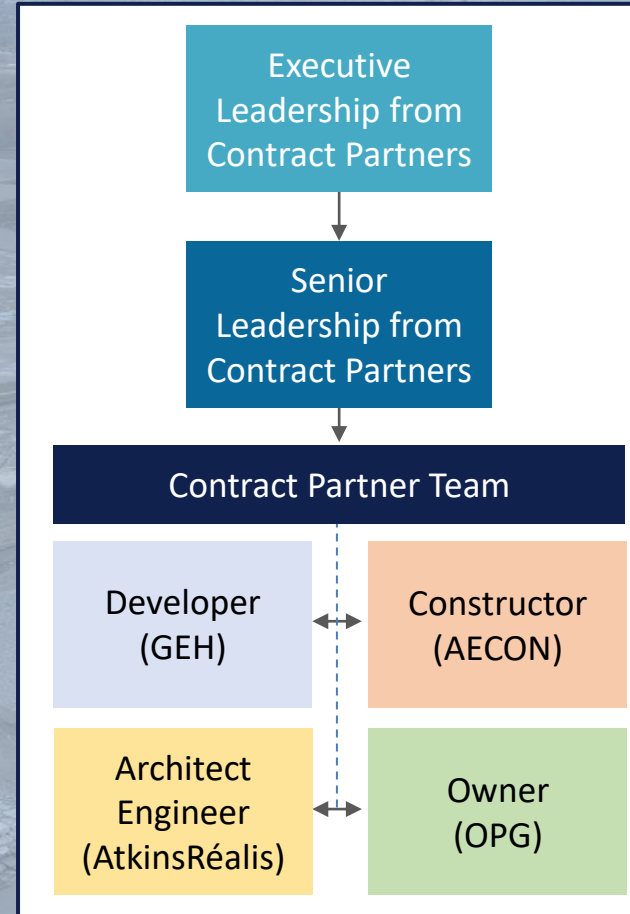 Executive
Leadership from
Contract Partners
Senior
Leadership from
Contract Partners
Contract Partner Team
Developer
(GEH)
Constructor
(AECON)
Architect
Engineer
(AtkinsRéalis)
Owner
(OPG)